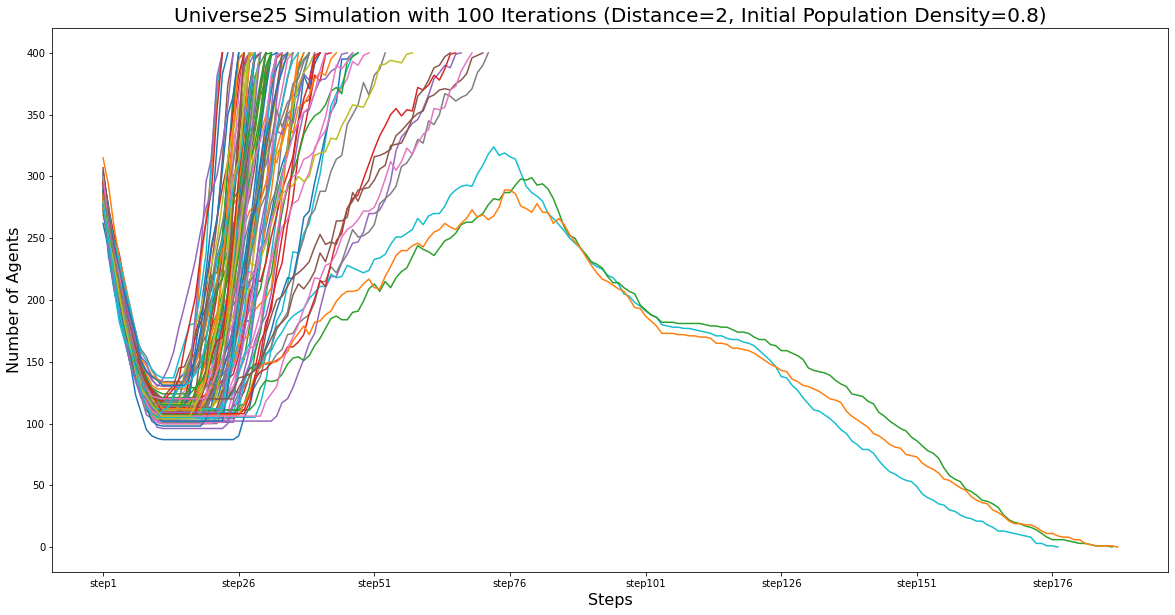 Universe25 Simulation with 100 Iterations (Distance=2, Initial Population Density=0.8)
Number of Agents
400
350
300
250
200
150
100
50
0
step1 step26 step51 step76 step101 step126 step151 step176
Steps